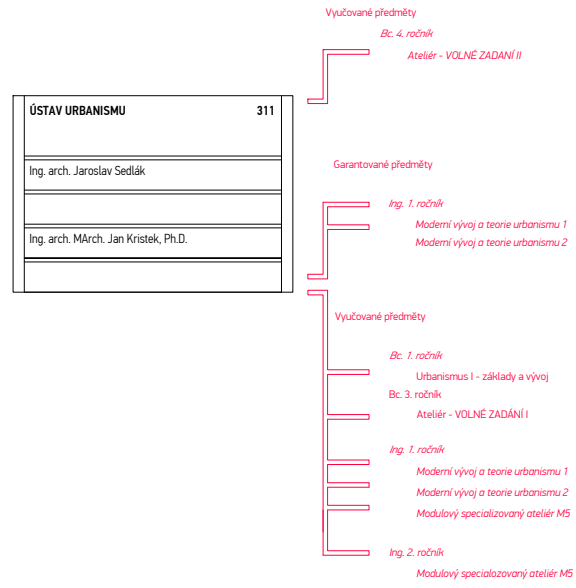 Vyučované předměty
Bc. 4. ročník
Ateliér - VOLNÉ ZADANÍ II
ÚSTAV URBANISMU 311
Ing. arch. Jaroslav Sedlák
Ing. arch. MArch. Jan Kristek, Ph.D.
Garantované předměty
Ing. 1. ročník
Moderní vývoj a teorie urbanismu 1
Moderní vývoj a teorie urbanismu 2
Vyučované předměty
Bc. 1. ročník
Urbanismus I - základy a vývoj
Bc. 3. ročník
Ateliér - VOLNÉ ZADÁNÍ I
Ing. 1. ročník
Moderní vývoj a teorie urbanismu 1
Moderní vývoj a teorie urbanismu 2
Modulový specializovaný ateliér M5
Ing. 2. ročník
Modulový specialozovaný ateliér M5